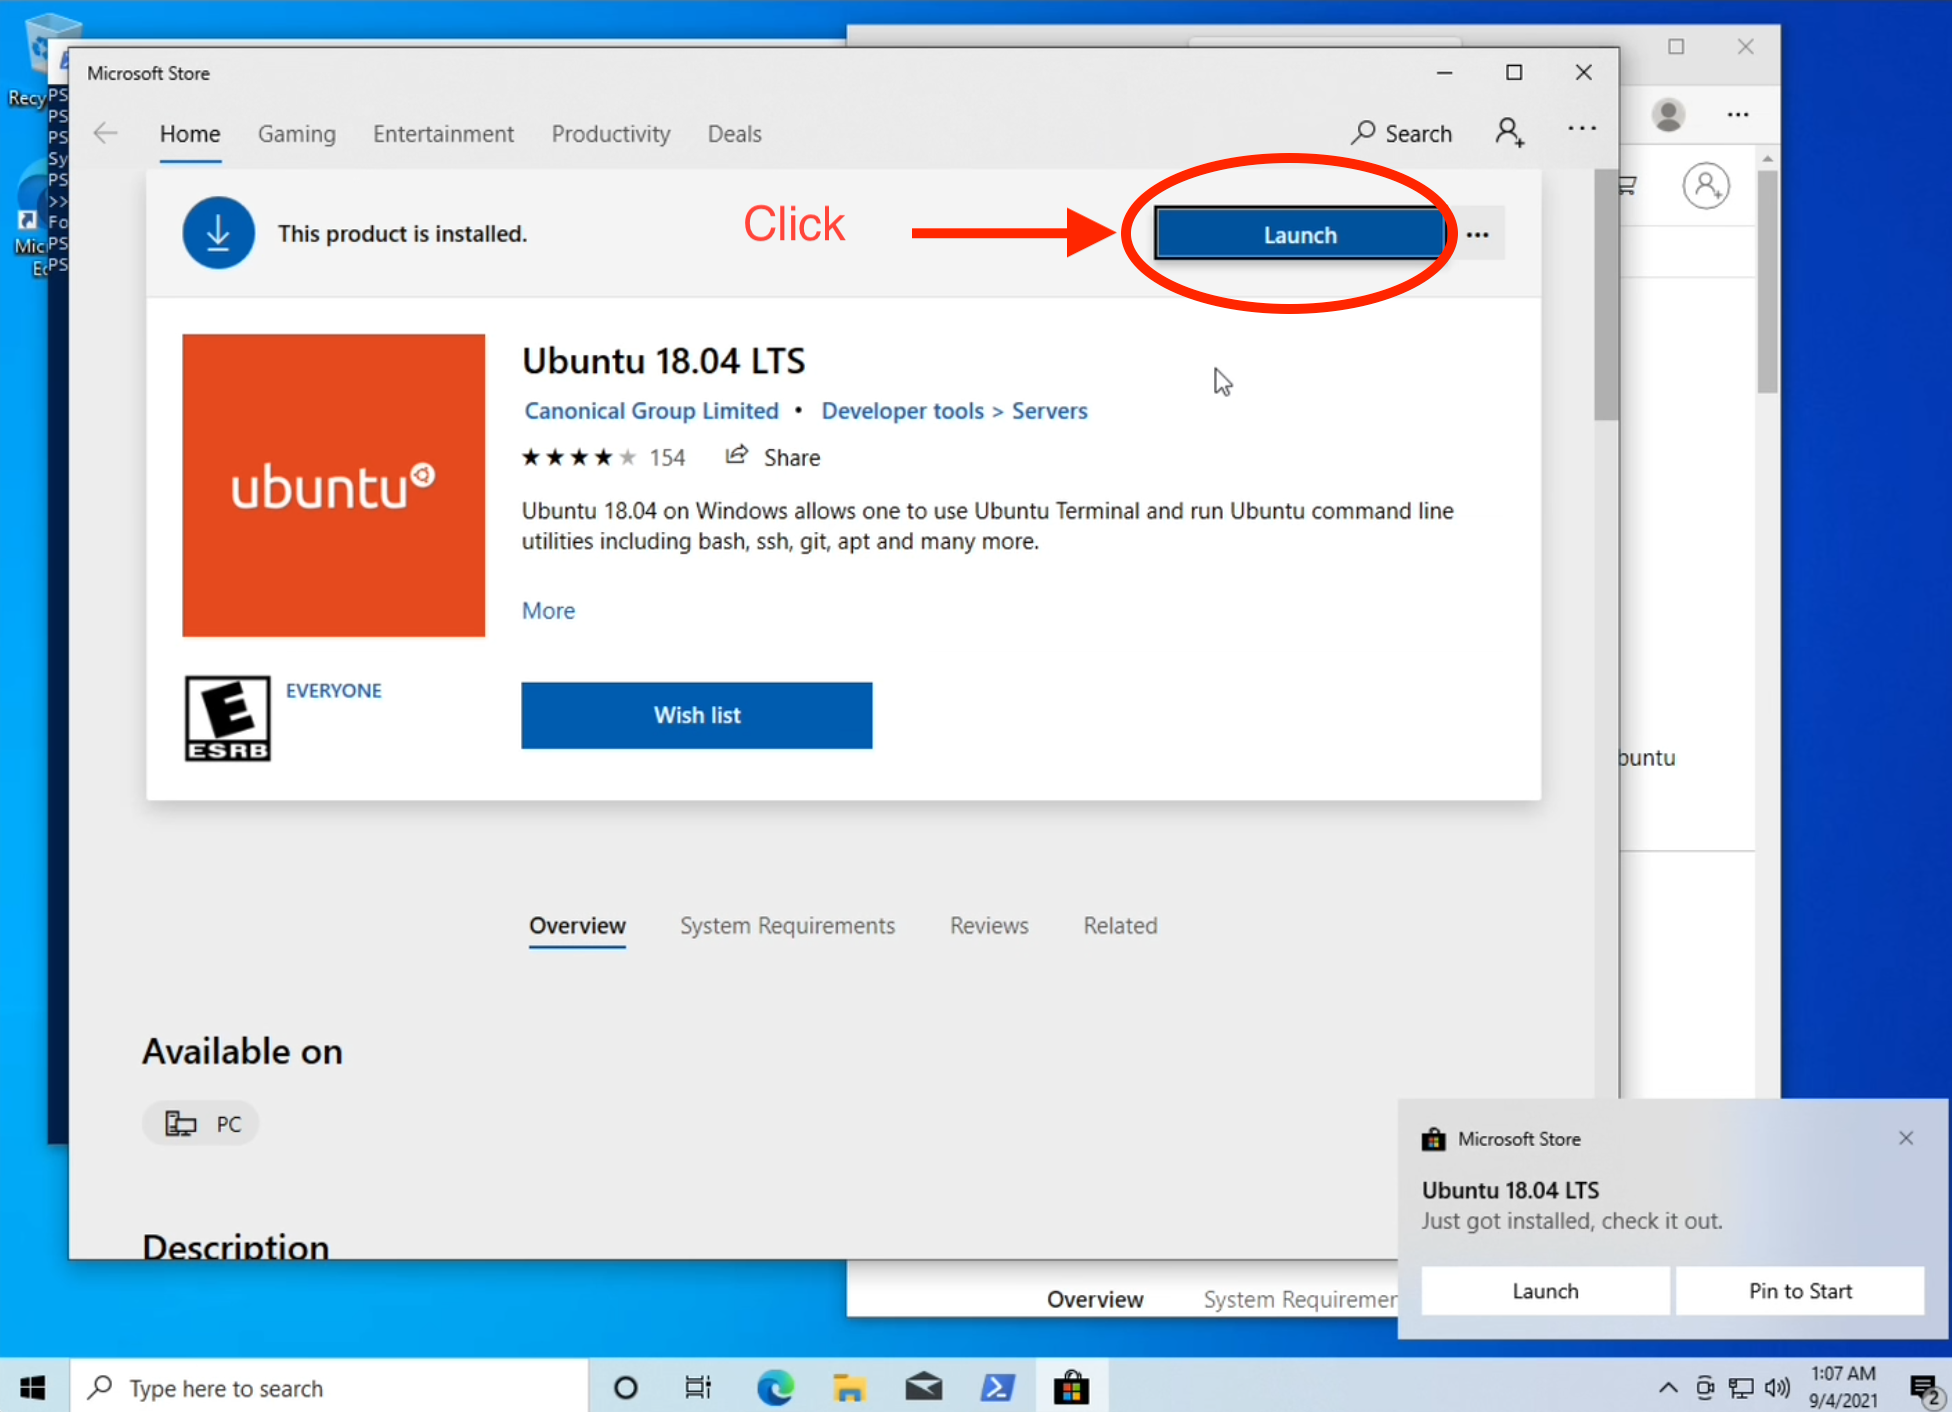 Recy
Mic
Ec
PS
PS
PS
Sy
PS
>>
Fo
PS
PS
Microsoft Store
Home Gaming Entertainment Productivity Deals Search
This product is installed.
Click
Launch
ubuntu
Ubuntu 18.04 LTS
Canonical Group Limited • Developer tools > Servers
154 Share
Ubuntu 18.04 on Windows allows one to use Ubuntu Terminal and run Ubuntu command line
utilities including bash, ssh, git, apt and many more.
More
E
ESRB
EVERYONE
Wish list
buntu
Overview System Requirements Reviews Related
Available on
PC
Description
Overview System Requiremen
Microsoft Store
Ubuntu 18.04 LTS
Just got installed, check it out.
Launch Pin to Start
Type here to search
1:07 AM
9/4/2021
2